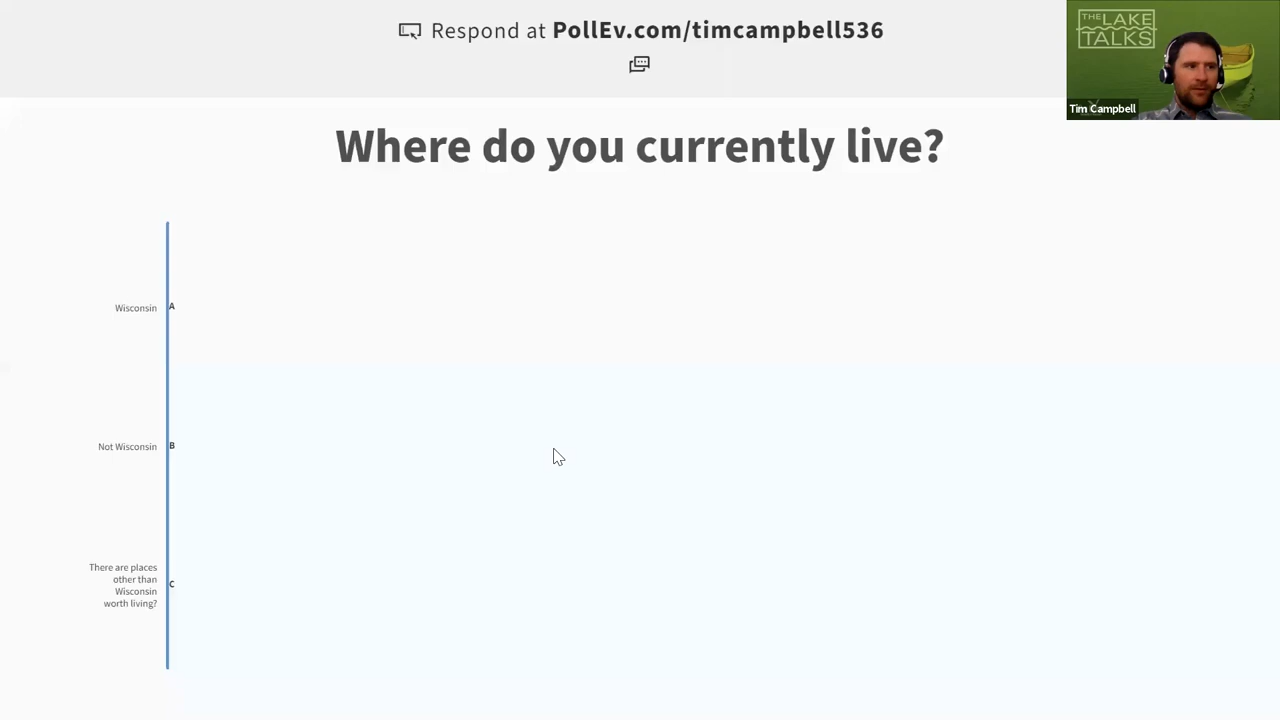 Respond at PollEv.com/timcampbell536
THE LAKE
TALKS
Tim Campbell
Where do you currently live?
Wisconsin
A
Not Wisconsin
B
There are places
other than
Wisconsin
worth living?
C